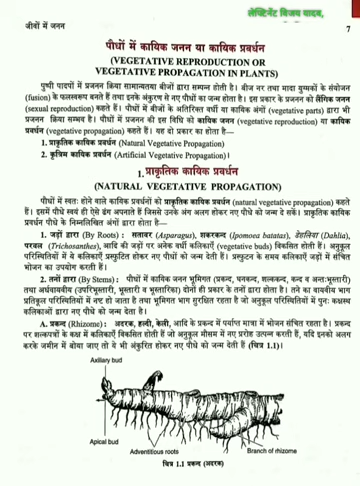 लेफ्टिनेंट विजय यादव,
जीवों में जनन
7
पौधों में कायिक जनन या कायिक प्रवर्धन
(VEGETATIVE REPRODUCTION OR
VEGETATIVE PROPAGATION IN PLANTS)
पुष्पी पादपों में प्रजनन क्रिया सामान्यतया बीजों द्वारा सम्पन्न होती है। बीज नर तथा मादा युग्मकों के संयोजन
(fusion) के फलस्वरूप बनते हैं तथा इनके अंकुरण से नए पौधों का जन्म होता है। इस प्रकार के प्रजनन को लैंगिक जनन
(sexual reproduction) कहते हैं। पौधों में बीजों के अतिरिक्त वर्धी या कायिक अंगों (vegetative parts) द्वारा भी
प्रजनन क्रिया सम्भव है। पौधों में प्रजनन की इस विधि को कायिक जनन (vegetative reproduction) या कायिक
प्रवर्धन (vegetative propagation) कहते हैं। यह दो प्रकार का होता है—
1. प्राकृतिक कायिक प्रवर्धन (Natural Vegetative Propagation)
2. कृत्रिम कायिक प्रवर्धन (Artificial Vegetative Propagation)।
1. प्राकृतिक कायिक प्रवर्धन
(NATURAL VEGETATIVE PROPAGATION)
पौधों में स्वतः होने वाले कायिक प्रवर्धनों को प्राकृतिक कायिक प्रवर्धन (natural vegetative propagation) कहते
हैं। इसमें पौधे स्वयं ही ऐसे ढंग अपनाते हैं जिससे उनके अंग अलग होकर नए पौधे को जन्म दे सकें। प्राकृतिक कायिक
प्रवर्धन पौधे के निम्नलिखित अंगों द्वारा होता है—
1. जड़ों द्वारा (By Roots) : सतावर (Asparagus), शकरकन्द (Ipomoea batatas), डेहलिया (Dahlia),
परवल (Trichosanthes), आदि की जड़ों पर अनेक वर्धी कलिकाएँ (vegetative buds) विकसित होती हैं। अनुकूल
परिस्थितियों में ये कलिकाएँ प्रस्फुटित होकर नए पौधों को जन्म देती हैं। प्रस्फुटन के समय कलिकाएँ जड़ों में संचित
भोजन का उपयोग करती हैं।
2. तनों द्वारा (By Stems) : पौधों में कायिक जनन भूमिगत (प्रकन्द, घनकन्द, शल्ककन्द, कन्द व अन्तःभूस्तारी)
तथा अर्धवायवीय (उपरिभूस्तारी, भूस्तारी व भूस्तारिका) दोनों ही प्रकार के तनों द्वारा होता है। तने का वायवीय भाग
प्रतिकूल परिस्थितियों में नष्ट हो जाता है तथा भूमिगत भाग सुरक्षित रहता है जो अनुकूल परिस्थितियों में पुनः कक्षस्थ
कलिकाओं द्वारा नए पौधे को जन्म देता है।
A. प्रकन्द (Rhizome) : अदरक, हल्दी, केली, आदि के प्रकन्द में पर्याप्त मात्रा में भोजन संचित रहता है। प्रकन्द
पर शल्कपत्रों के कक्ष में कलिकाएँ विकसित होती हैं जो अनुकूल मौसम में नए प्ररोह उत्पन्न करती हैं, यदि इनको अलग
करके जमीन में बोया जाए तो वे भी अंकुरित होकर नए पौधे को जन्म देती हैं (चित्र 1.1)।
Axillary bud
Apical bud
Adventitious roots
Branch of rhizome
चित्र 1.1 प्रकन्द (अदरक)